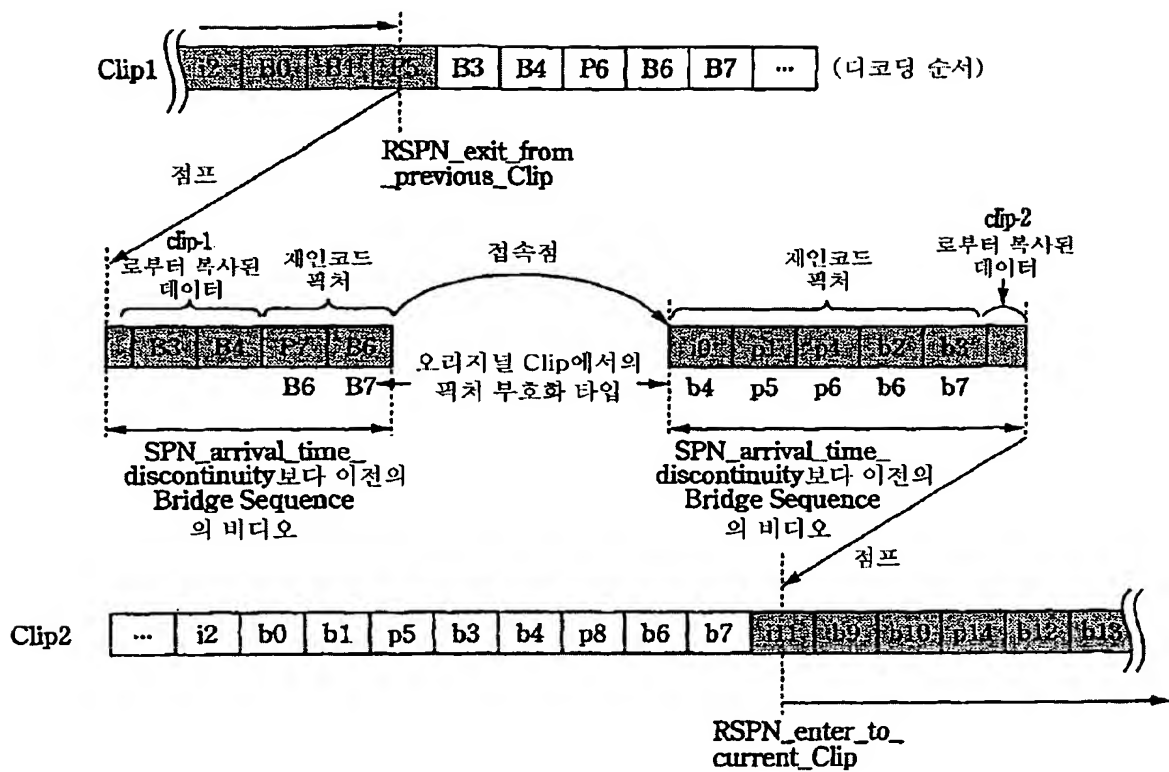 Clip1
i2 B0 B1 P5 B3 B4 P6 B6 B7 ...
(디코딩 순서)
RSPN_exit_from
_previous_Clip
점프
clip-1
로부터 복사된
데이터
재인코드
픽처
접속점
재인코드
픽처
clip-2
로부터 복사된
데이터
B3 B4 P7 B6
B6 B7
오리지널 Clip에서의
픽처 부호화 타입
i0 p1 p4 b2 b3
b4 p5 p6 b6 b7
SPN_arrival_time_
discontinuity보다 이전의
Bridge Sequence
의 비디오
SPN_arrival_time_
discontinuity보다 이전의
Bridge Sequence
의 비디오
점프
Clip2
... i2 b0 b1 p5 b3 b4 p8 b6 b7 i11 b9 b10 p14 b12 b13
RSPN_enter_to_
current_Clip